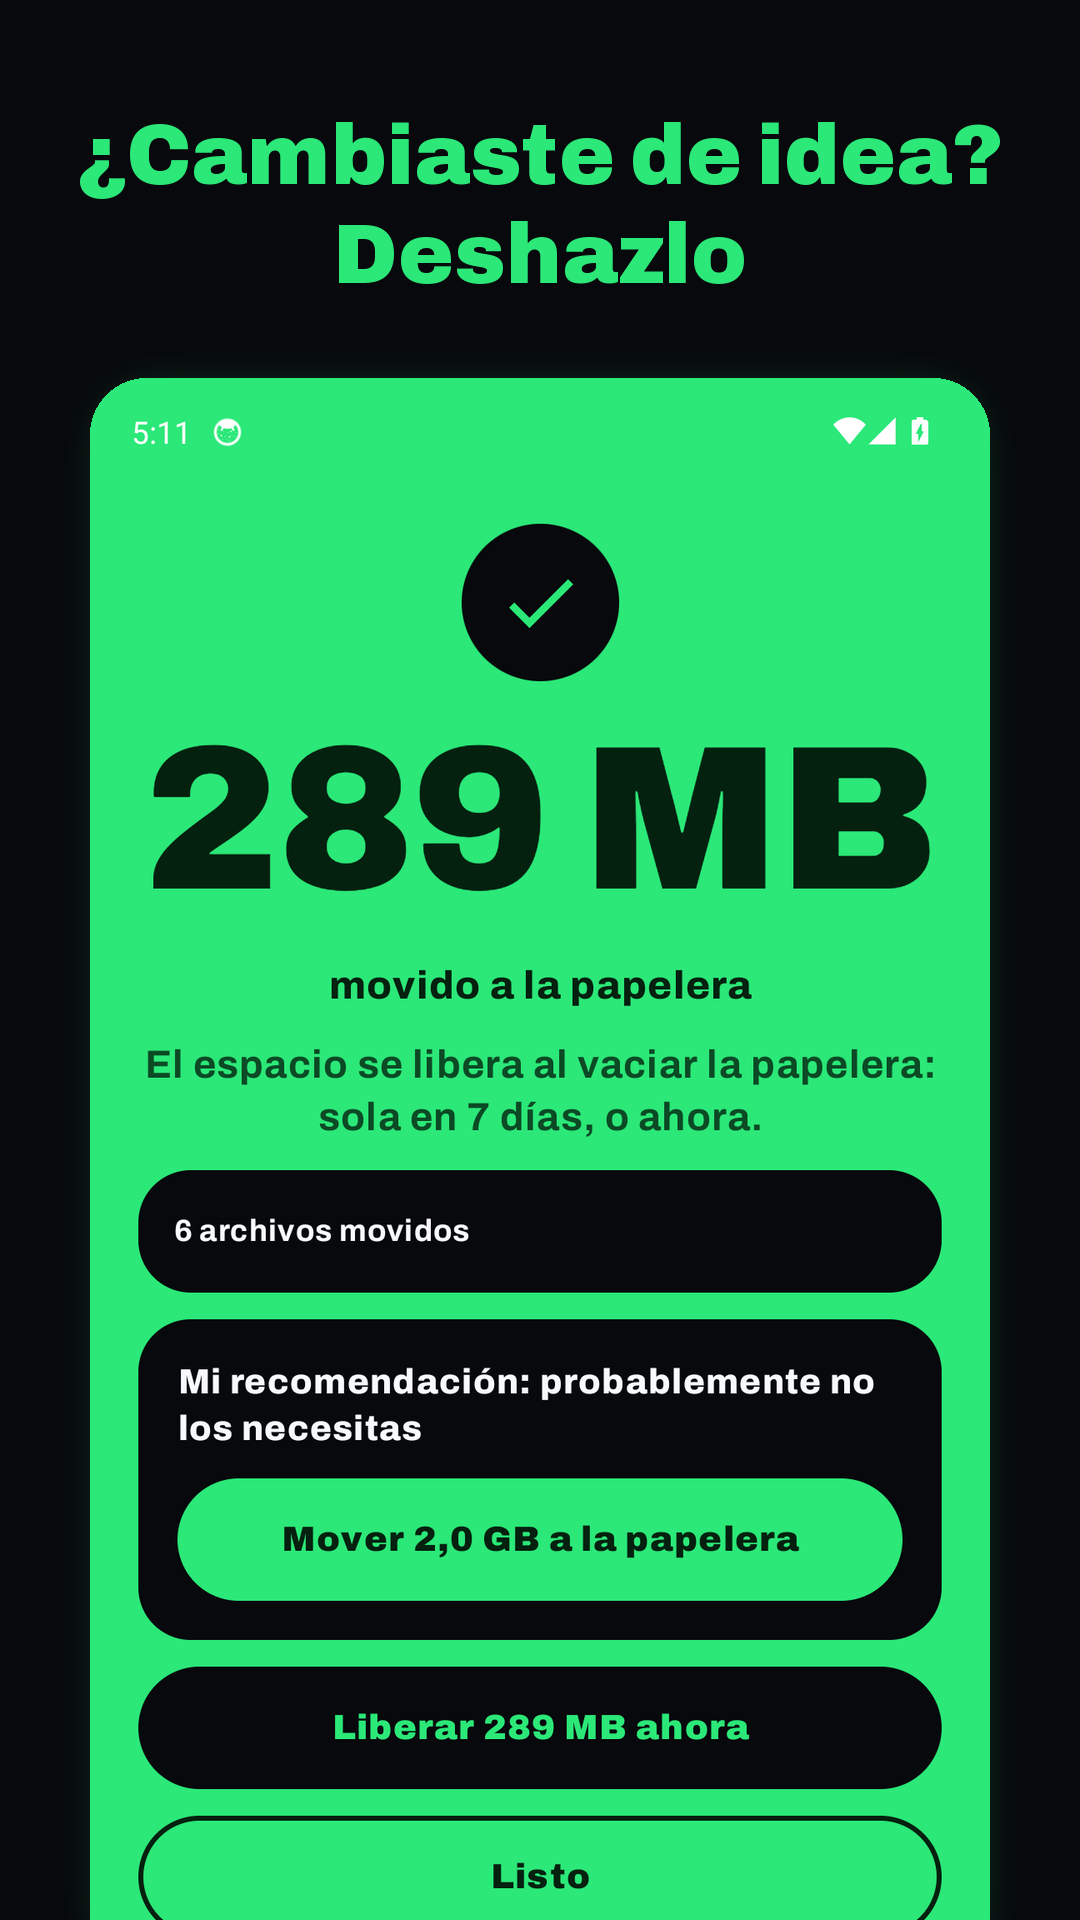 ¿Cambiaste de idea?
Deshazlo
5:11
289 MB
movido a la papelera
El espacio se libera al vaciar la papelera:
sola en 7 días, o ahora.
6 archivos movidos
Mi recomendación: probablemente no
los necesitas
Mover 2,0 GB a la papelera
Liberar 289 MB ahora
Listo